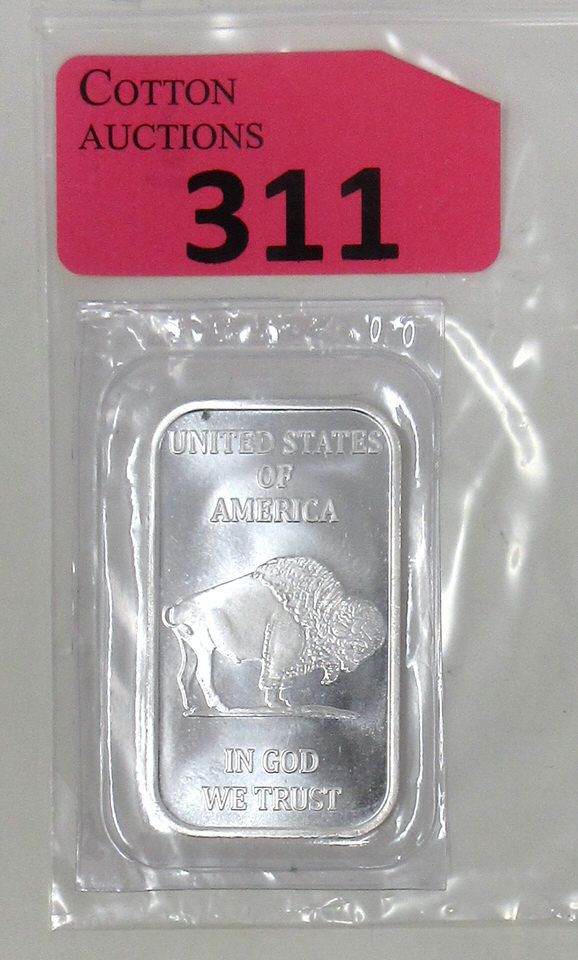 COTTON
AUCTIONS
311
UNITED STATES
OF
AMERICA
IN GOD
WE TRUST